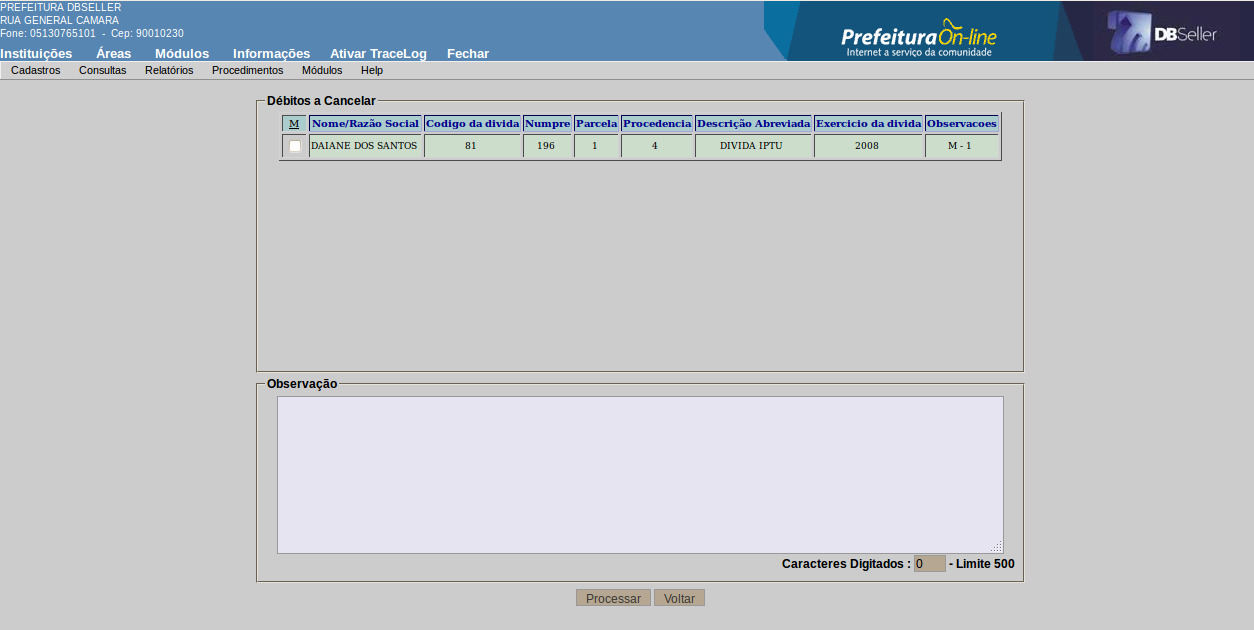 PREFEITURA DBSELLER
RUA GENERAL CAMARA
Fone: 05130765101 - Cep: 90010230
PrefeituraOn-line
Internet a serviço da comunidade
DBSeller
Instituições Áreas Módulos Informações Ativar TraceLog Fechar
Cadastros Consultas Relatórios Procedimentos Módulos Help
Débitos a Cancelar
M Nome/Razão Social Codigo da divida Numpre Parcela Procedencia Descrição Abreviada Exercicio da divida Observacoes
DAIANE DOS SANTOS 81 196 1 4 DIVIDA IPTU 2008 M - 1
Observação
Caracteres Digitados : 0 - Limite 500
Processar Voltar